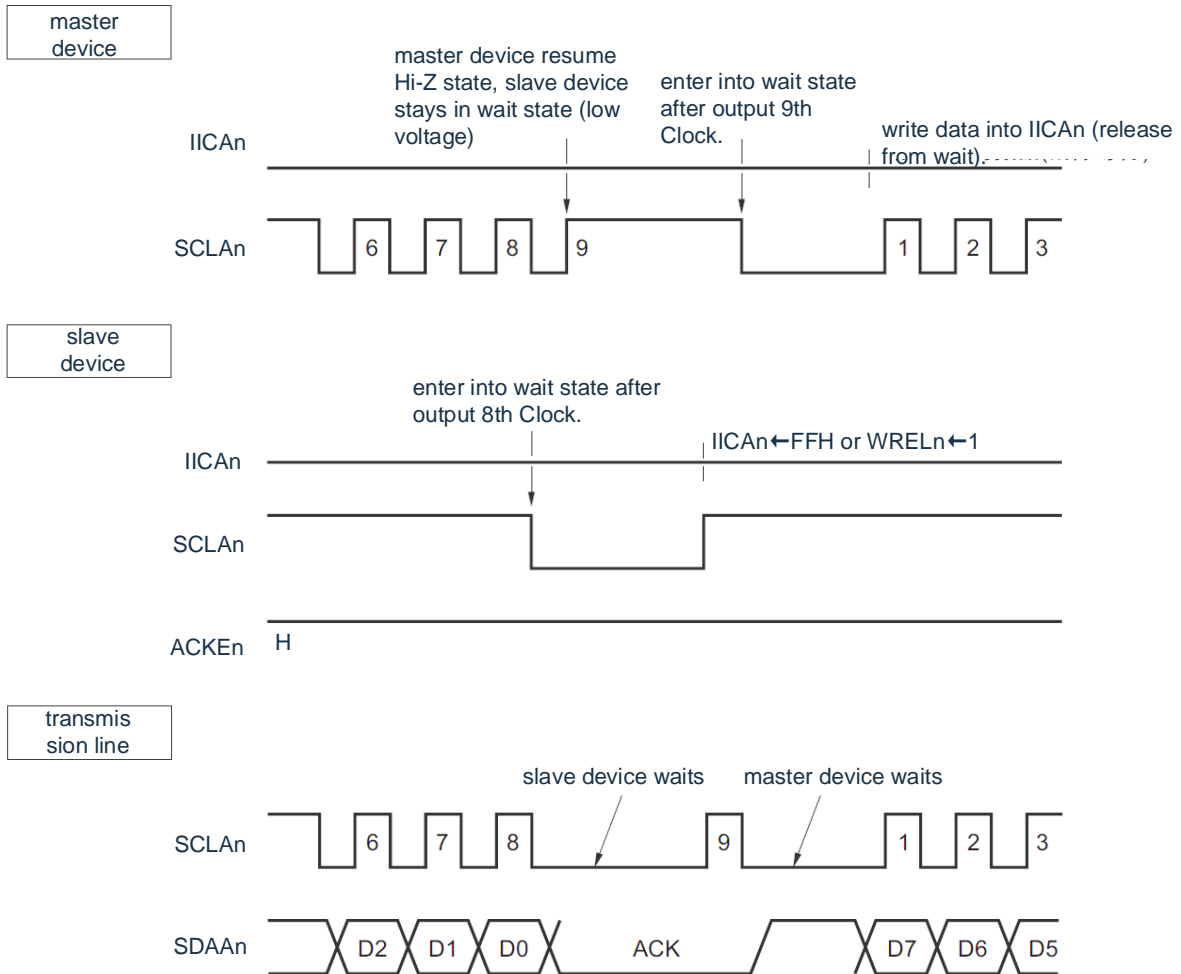 master
device
master device resume
Hi-Z state, slave device
stays in wait state (low
voltage)
enter into wait state
after output 9th
Clock.
write data into IICAn (release
from wait).
IICAn
SCLAn
6 7 8 9 1 2 3
slave
device
enter into wait state after
output 8th Clock.
IICAn←FFH or WRELn←1
IICAn
SCLAn
ACKEn H
transmis
sion line
slave device waits master device waits
SCLAn 6 7 8 9 1 2 3
SDAAn D2 D1 D0 ACK D7 D6 D5